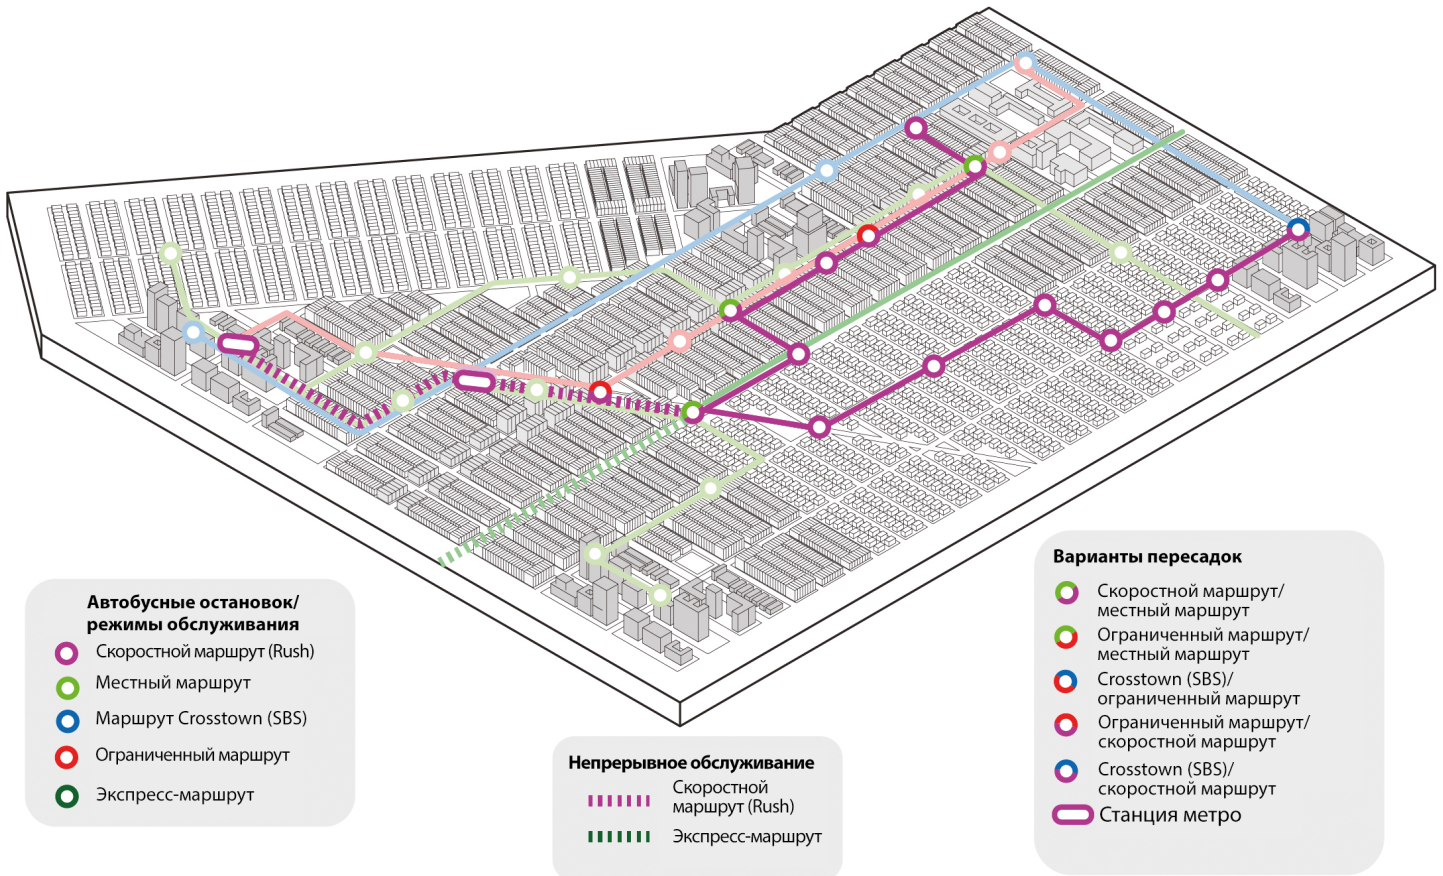 Автобусные остановок/
режимы обслуживания
Скоростной маршрут (Rush)
Местный маршрут
Маршрут Crosstown (SBS)
Ограниченный маршрут
Экспресс-маршрут
Непрерывное обслуживание
Скоростной
маршрут (Rush)
Экспресс-маршрут
Варианты пересадок
Скоростной маршрут/
местный маршрут
Ограниченный маршрут/
местный маршрут
Crosstown (SBS)/
ограниченный маршрут
Ограниченный маршрут/
скоростной маршрут
Crosstown (SBS)/
скоростной маршрут
Станция метро